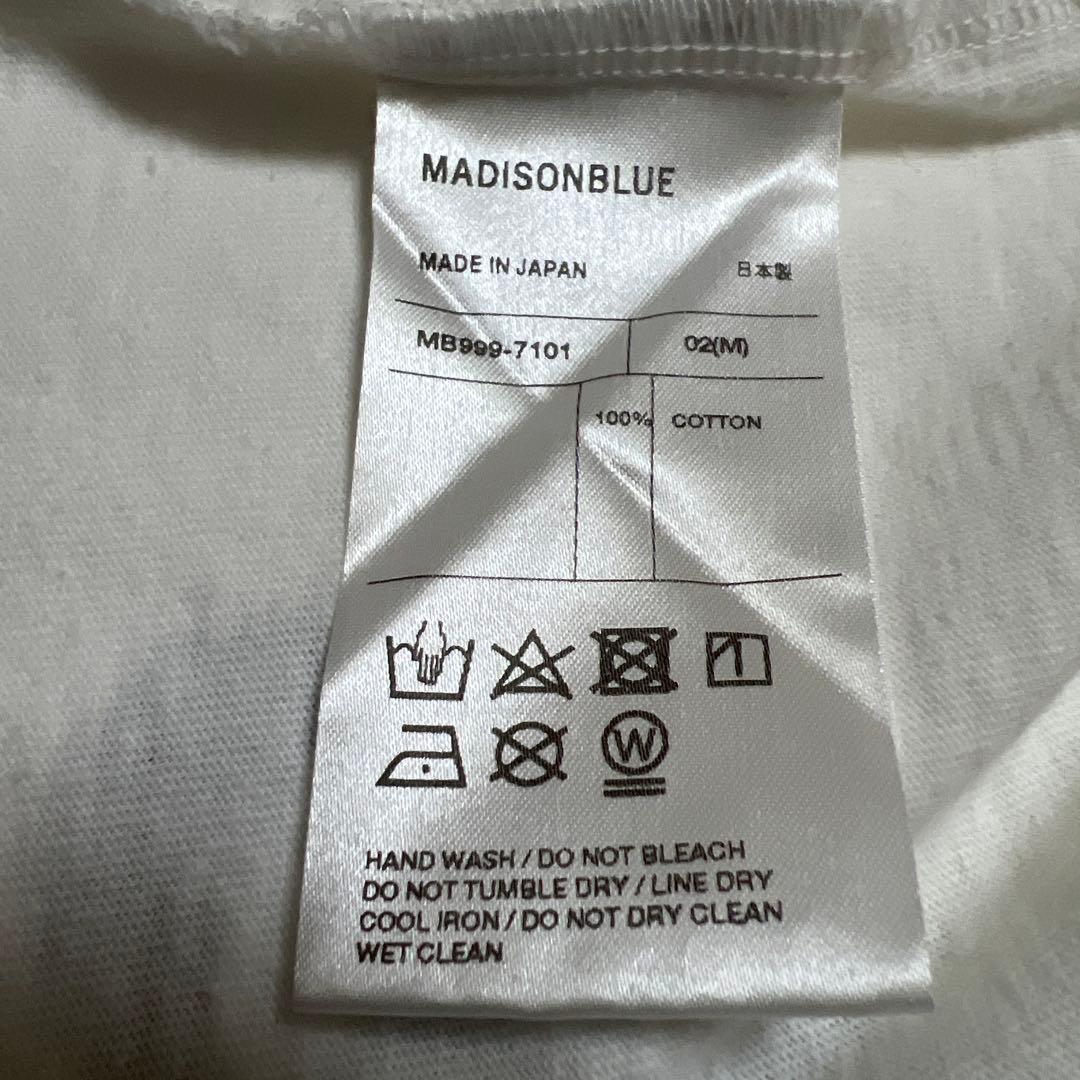 MADISONBLUE
MADE IN JAPAN 日本製
MB999-7101 02(M)
100% COTTON
W
HAND WASH / DO NOT BLEACH
DO NOT TUMBLE DRY / LINE DRY
COOL IRON / DO NOT DRY CLEAN
WET CLEAN